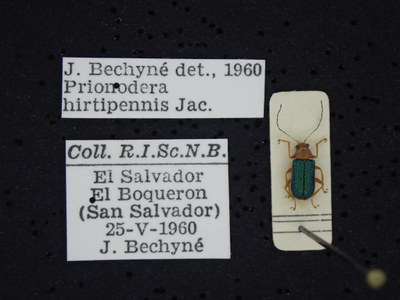 J. Bechyné det., 1960
Prionodera
hirtipennis Jac.
Coll. R.I.Sc.N.B.
El Salvador
El Boqueron
(San Salvador)
25-V-1960
J. Bechyné